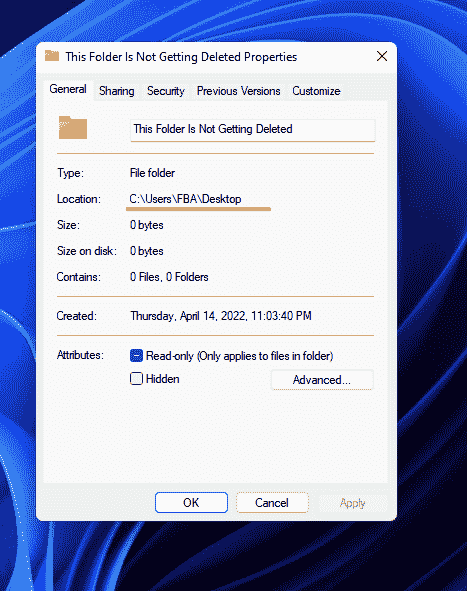 This Folder Is Not Getting Deleted Properties
General Sharing Security Previous Versions Customize
This Folder Is Not Getting Deleted
Type: File folder
Location: C:\Users\FBA\Desktop
Size: 0 bytes
Size on disk: 0 bytes
Contains: 0 Files, 0 Folders
Created: Thursday, April 14, 2022, 11:03:40 PM
Attributes: Read-only (Only applies to files in folder)
Hidden Advanced...
OK Cancel Apply